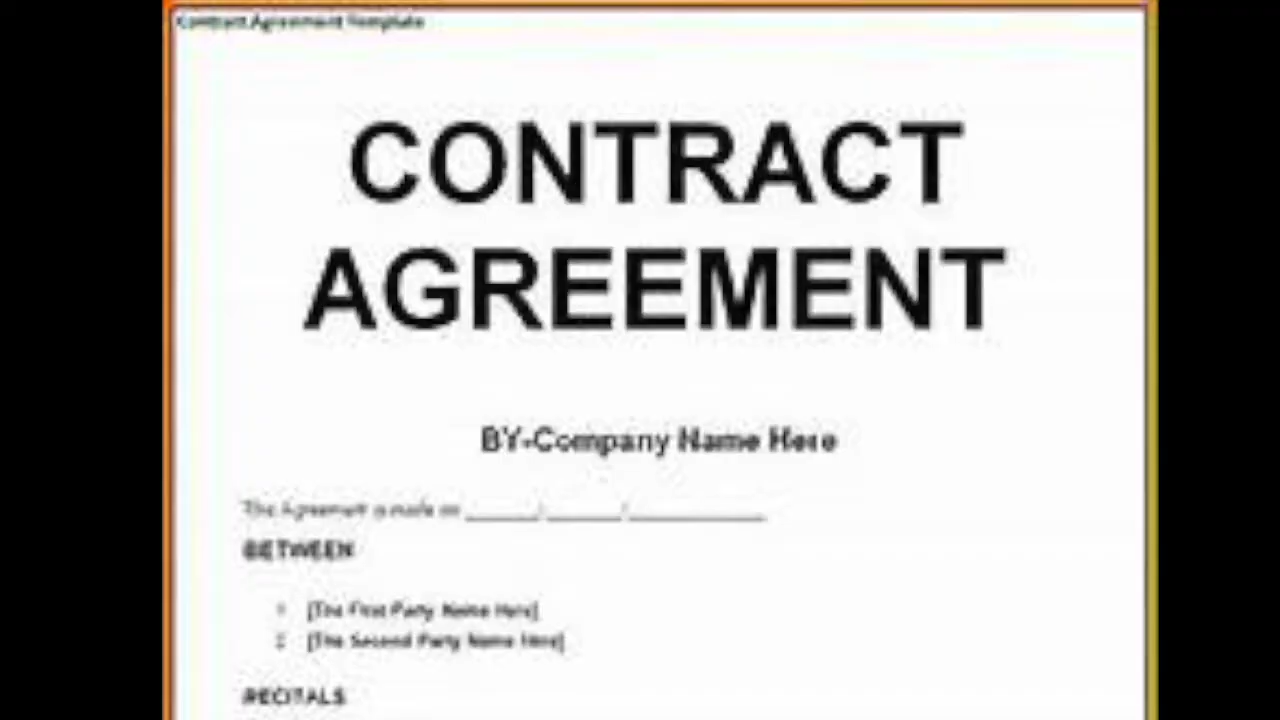 Contract Agreement Template
CONTRACT
AGREEMENT
BY-Company Name Here
This Agreement is made on ______/______/____________
BETWEEN
1 [The First Party Name Here]
2 [The Second Party Name Here]
RECITALS